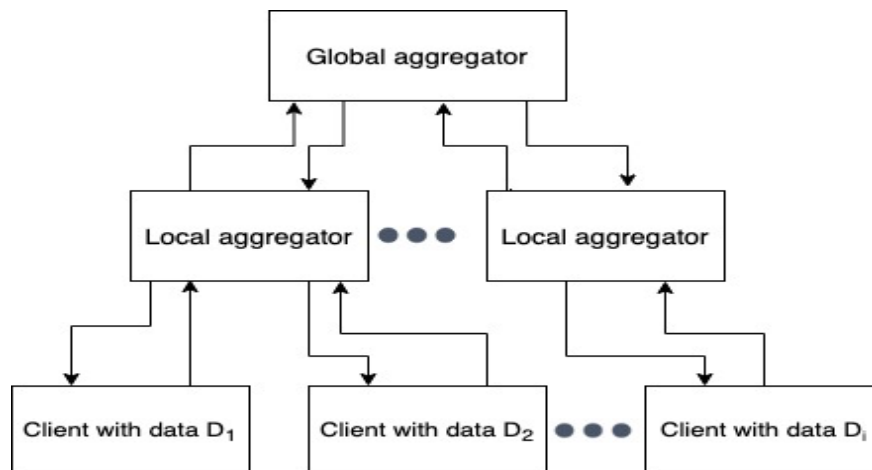 Global aggregator
Local aggregator
Local aggregator
Client with data D₁
Client with data D₂
Client with data Dᵢ